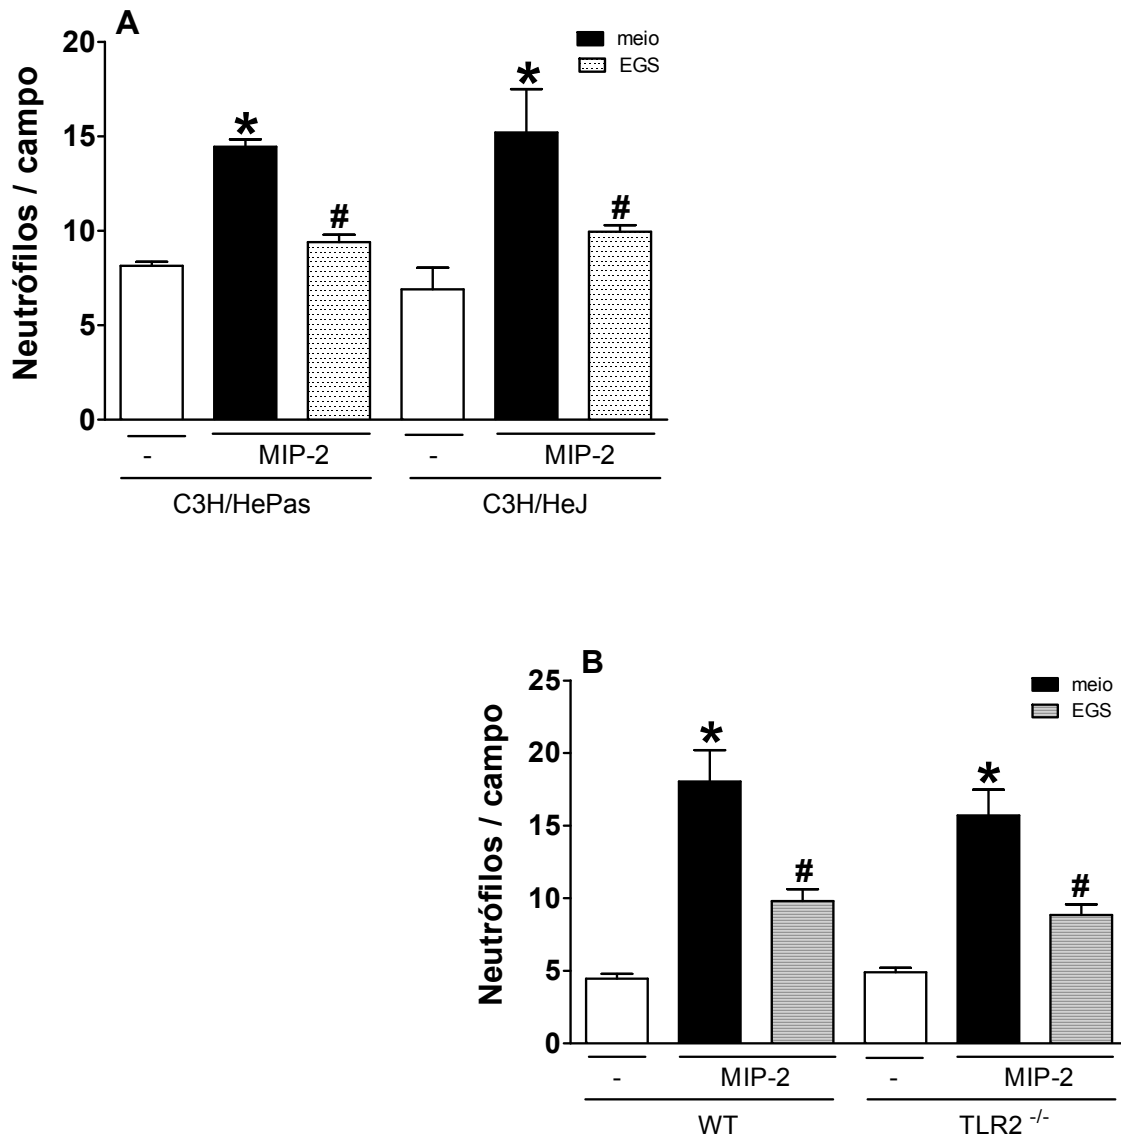 A
20
15
10
5
0
Neutrófilos / campo
meio
EGS
*
#
*
#
- MIP-2 - MIP-2
C3H/HePas C3H/HeJ
B
25
20
15
10
5
0
Neutrófilos / campo
meio
EGS
*
#
*
#
- MIP-2 - MIP-2
WT TLR2 -/-